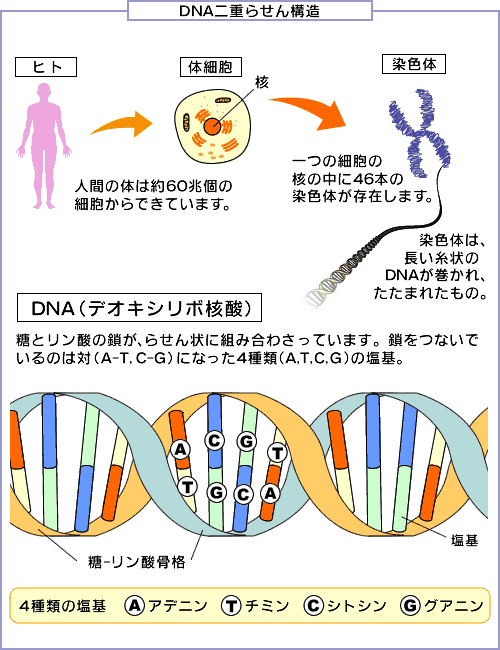 DNA二重らせん構造
ヒト
体細胞
核
染色体
人間の体は約60兆個の
細胞からできています。
一つの細胞の
核の中に46本の
染色体が存在します。
染色体は、
長い糸状の
DNAが巻かれ、
たたまれたもの。
DNA(デオキシリボ核酸)
糖とリン酸の鎖が、らせん状に組み合わさっています。鎖をつないで
いるのは対(A-T, C-G)になった4種類(A,T,C,G)の塩基。
A C G T
T G C A
塩基
糖-リン酸骨格
4種類の塩基 A アデニン T チミン C シトシン G グアニン